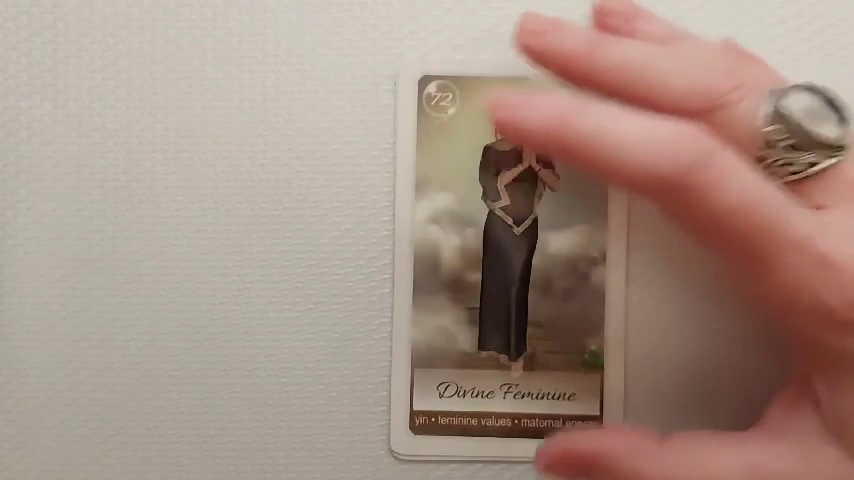 72
Divine Feminine
yin • feminine values • maternal